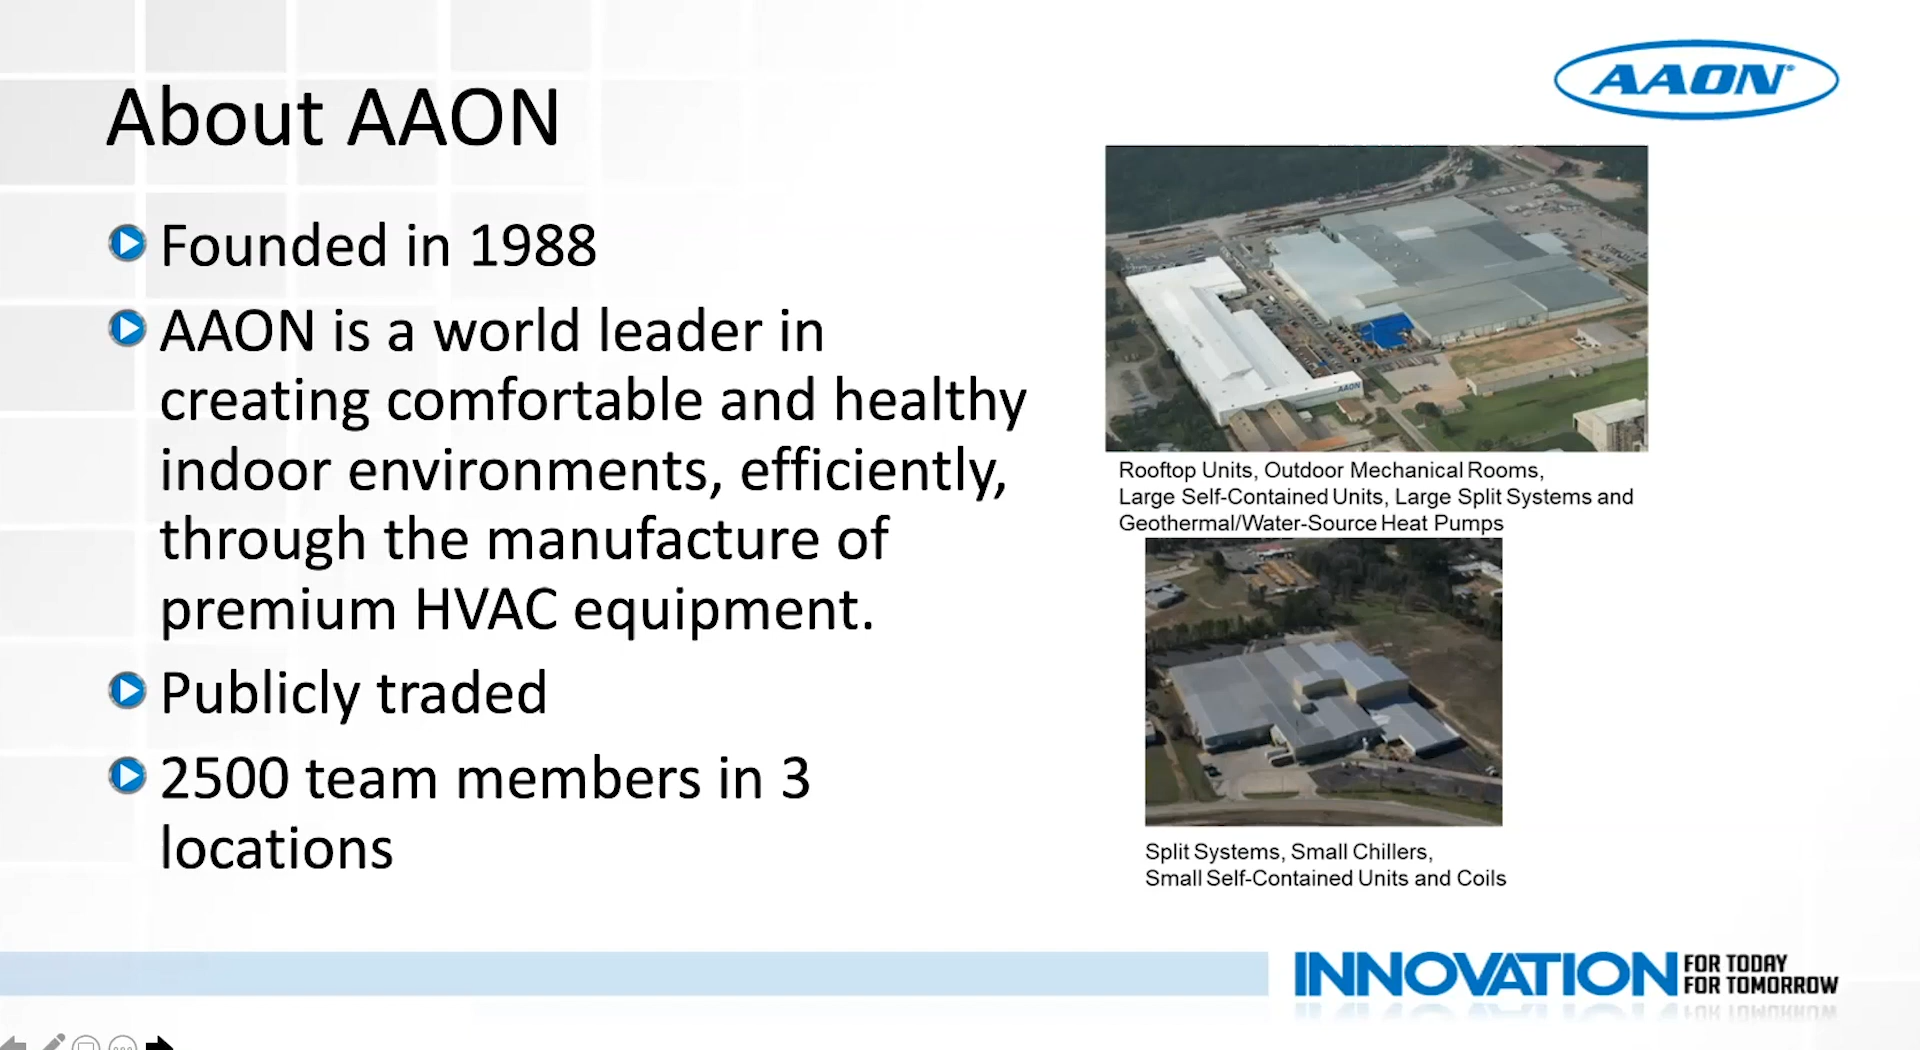 About AAON
AAON®
Founded in 1988
AAON is a world leader in
creating comfortable and healthy
indoor environments, efficiently,
through the manufacture of
premium HVAC equipment.
Publicly traded
2500 team members in 3
locations
AAON
Rooftop Units, Outdoor Mechanical Rooms,
Large Self-Contained Units, Large Split Systems and
Geothermal/Water-Source Heat Pumps
Split Systems, Small Chillers,
Small Self-Contained Units and Coils
INNOVATION FOR TODAY
FOR TOMORROW